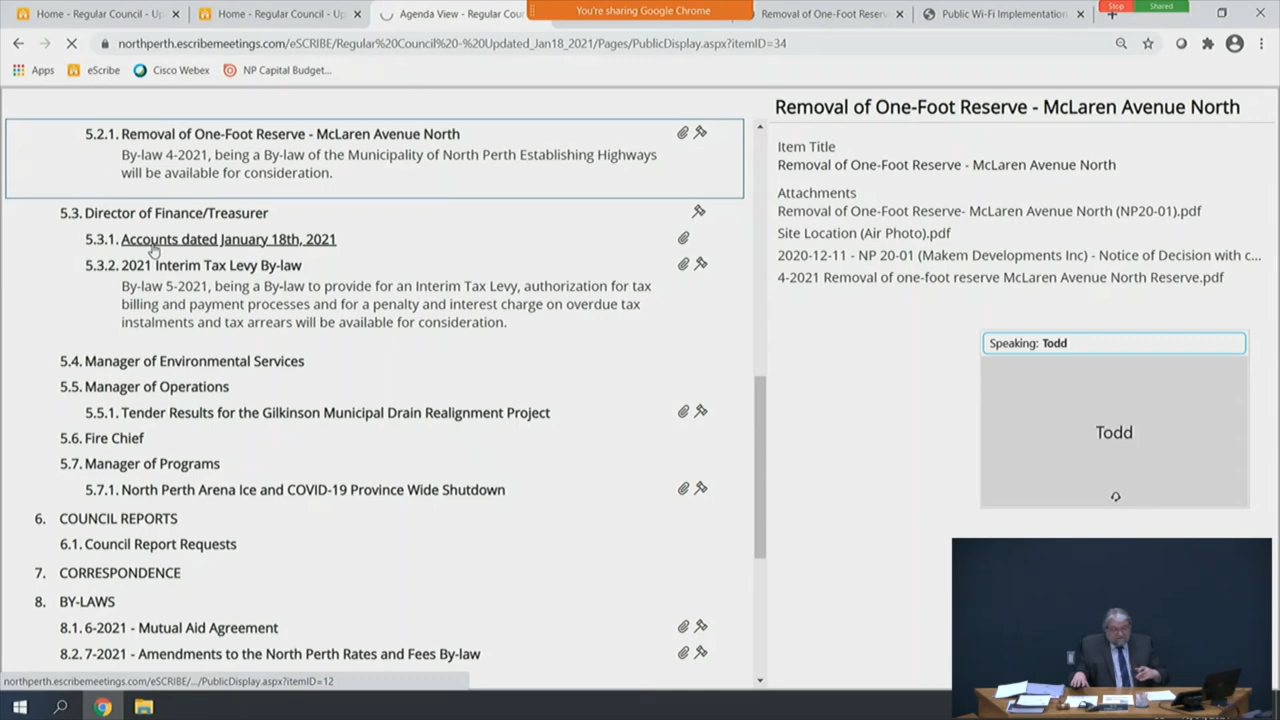 Home - Regular Council - Up...
Home - Regular Council - Up...
Agenda View - Regular Cou
You're sharing Google Chrome
Removal of One-Foot Reserv
Public Wi-Fi Implementation
Stop
Shared
northperth.escribemeetings.com/eSCRIBE/Regular%20Council%20-%20Updated_Jan18_2021/Pages/PublicDisplay.aspx?itemID=34
Apps
eScribe
Cisco Webex
NP Capital Budget...
5.2.1. Removal of One-Foot Reserve - McLaren Avenue North
By-law 4-2021, being a By-law of the Municipality of North Perth Establishing Highways
will be available for consideration.
5.3. Director of Finance/Treasurer
5.3.1. Accounts dated January 18th, 2021
5.3.2. 2021 Interim Tax Levy By-law
By-law 5-2021, being a By-law to provide for an Interim Tax Levy, authorization for tax
billing and payment processes and for a penalty and interest charge on overdue tax
instalments and tax arrears will be available for consideration.
5.4. Manager of Environmental Services
5.5. Manager of Operations
5.5.1. Tender Results for the Gilkinson Municipal Drain Realignment Project
5.6. Fire Chief
5.7. Manager of Programs
5.7.1. North Perth Arena Ice and COVID-19 Province Wide Shutdown
6. COUNCIL REPORTS
6.1. Council Report Requests
7. CORRESPONDENCE
8. BY-LAWS
8.1. 6-2021 - Mutual Aid Agreement
8.2. 7-2021 - Amendments to the North Perth Rates and Fees By-law
northperth.escribemeetings.com/eSCRIBE/.../PublicDisplay.aspx?itemID=12
Removal of One-Foot Reserve - McLaren Avenue North
Item Title
Removal of One-Foot Reserve - McLaren Avenue North
Attachments
Removal of One-Foot Reserve- McLaren Avenue North (NP20-01).pdf
Site Location (Air Photo).pdf
2020-12-11 - NP 20-01 (Makem Developments Inc) - Notice of Decision with c...
4-2021 Removal of one-foot reserve McLaren Avenue North Reserve.pdf
Speaking: Todd
Todd